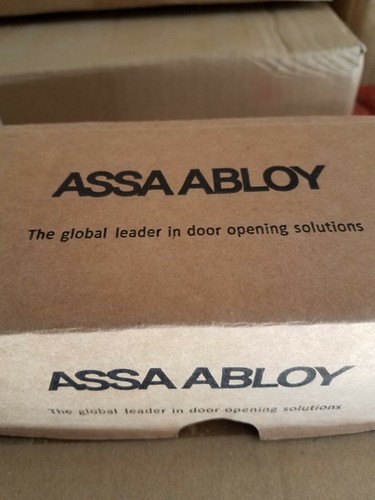 ASSA ABLOY
The global leader in door opening solutions
ASSA ABLOY
The global leader in door opening solutions